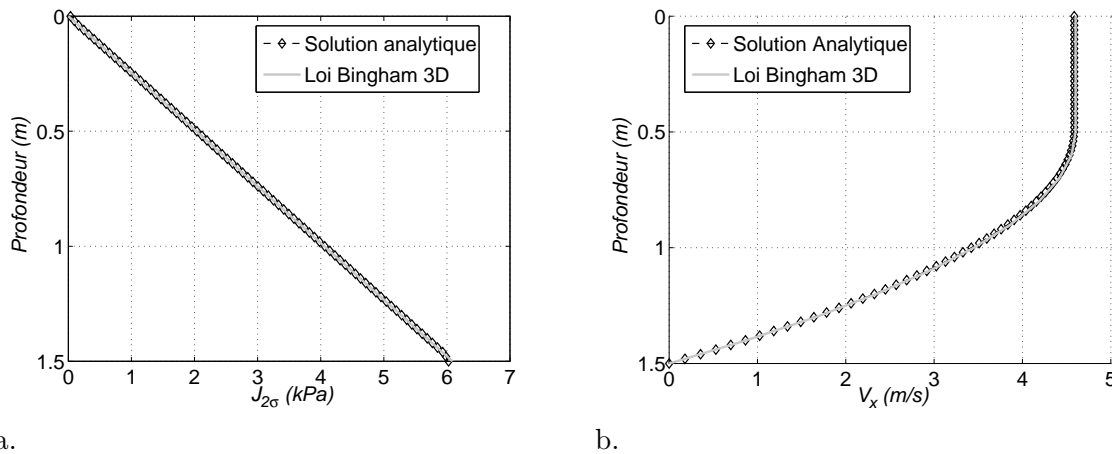 0
0.5
1
1.5
Profondeur (m)
0 1 2 3 4 5 6 7
J2σ (kPa)
Solution analytique
Loi Bingham 3D
a.
0
0.5
1
1.5
Profondeur (m)
0 1 2 3 4 5
Vx (m/s)
Solution Analytique
Loi Bingham 3D
b.